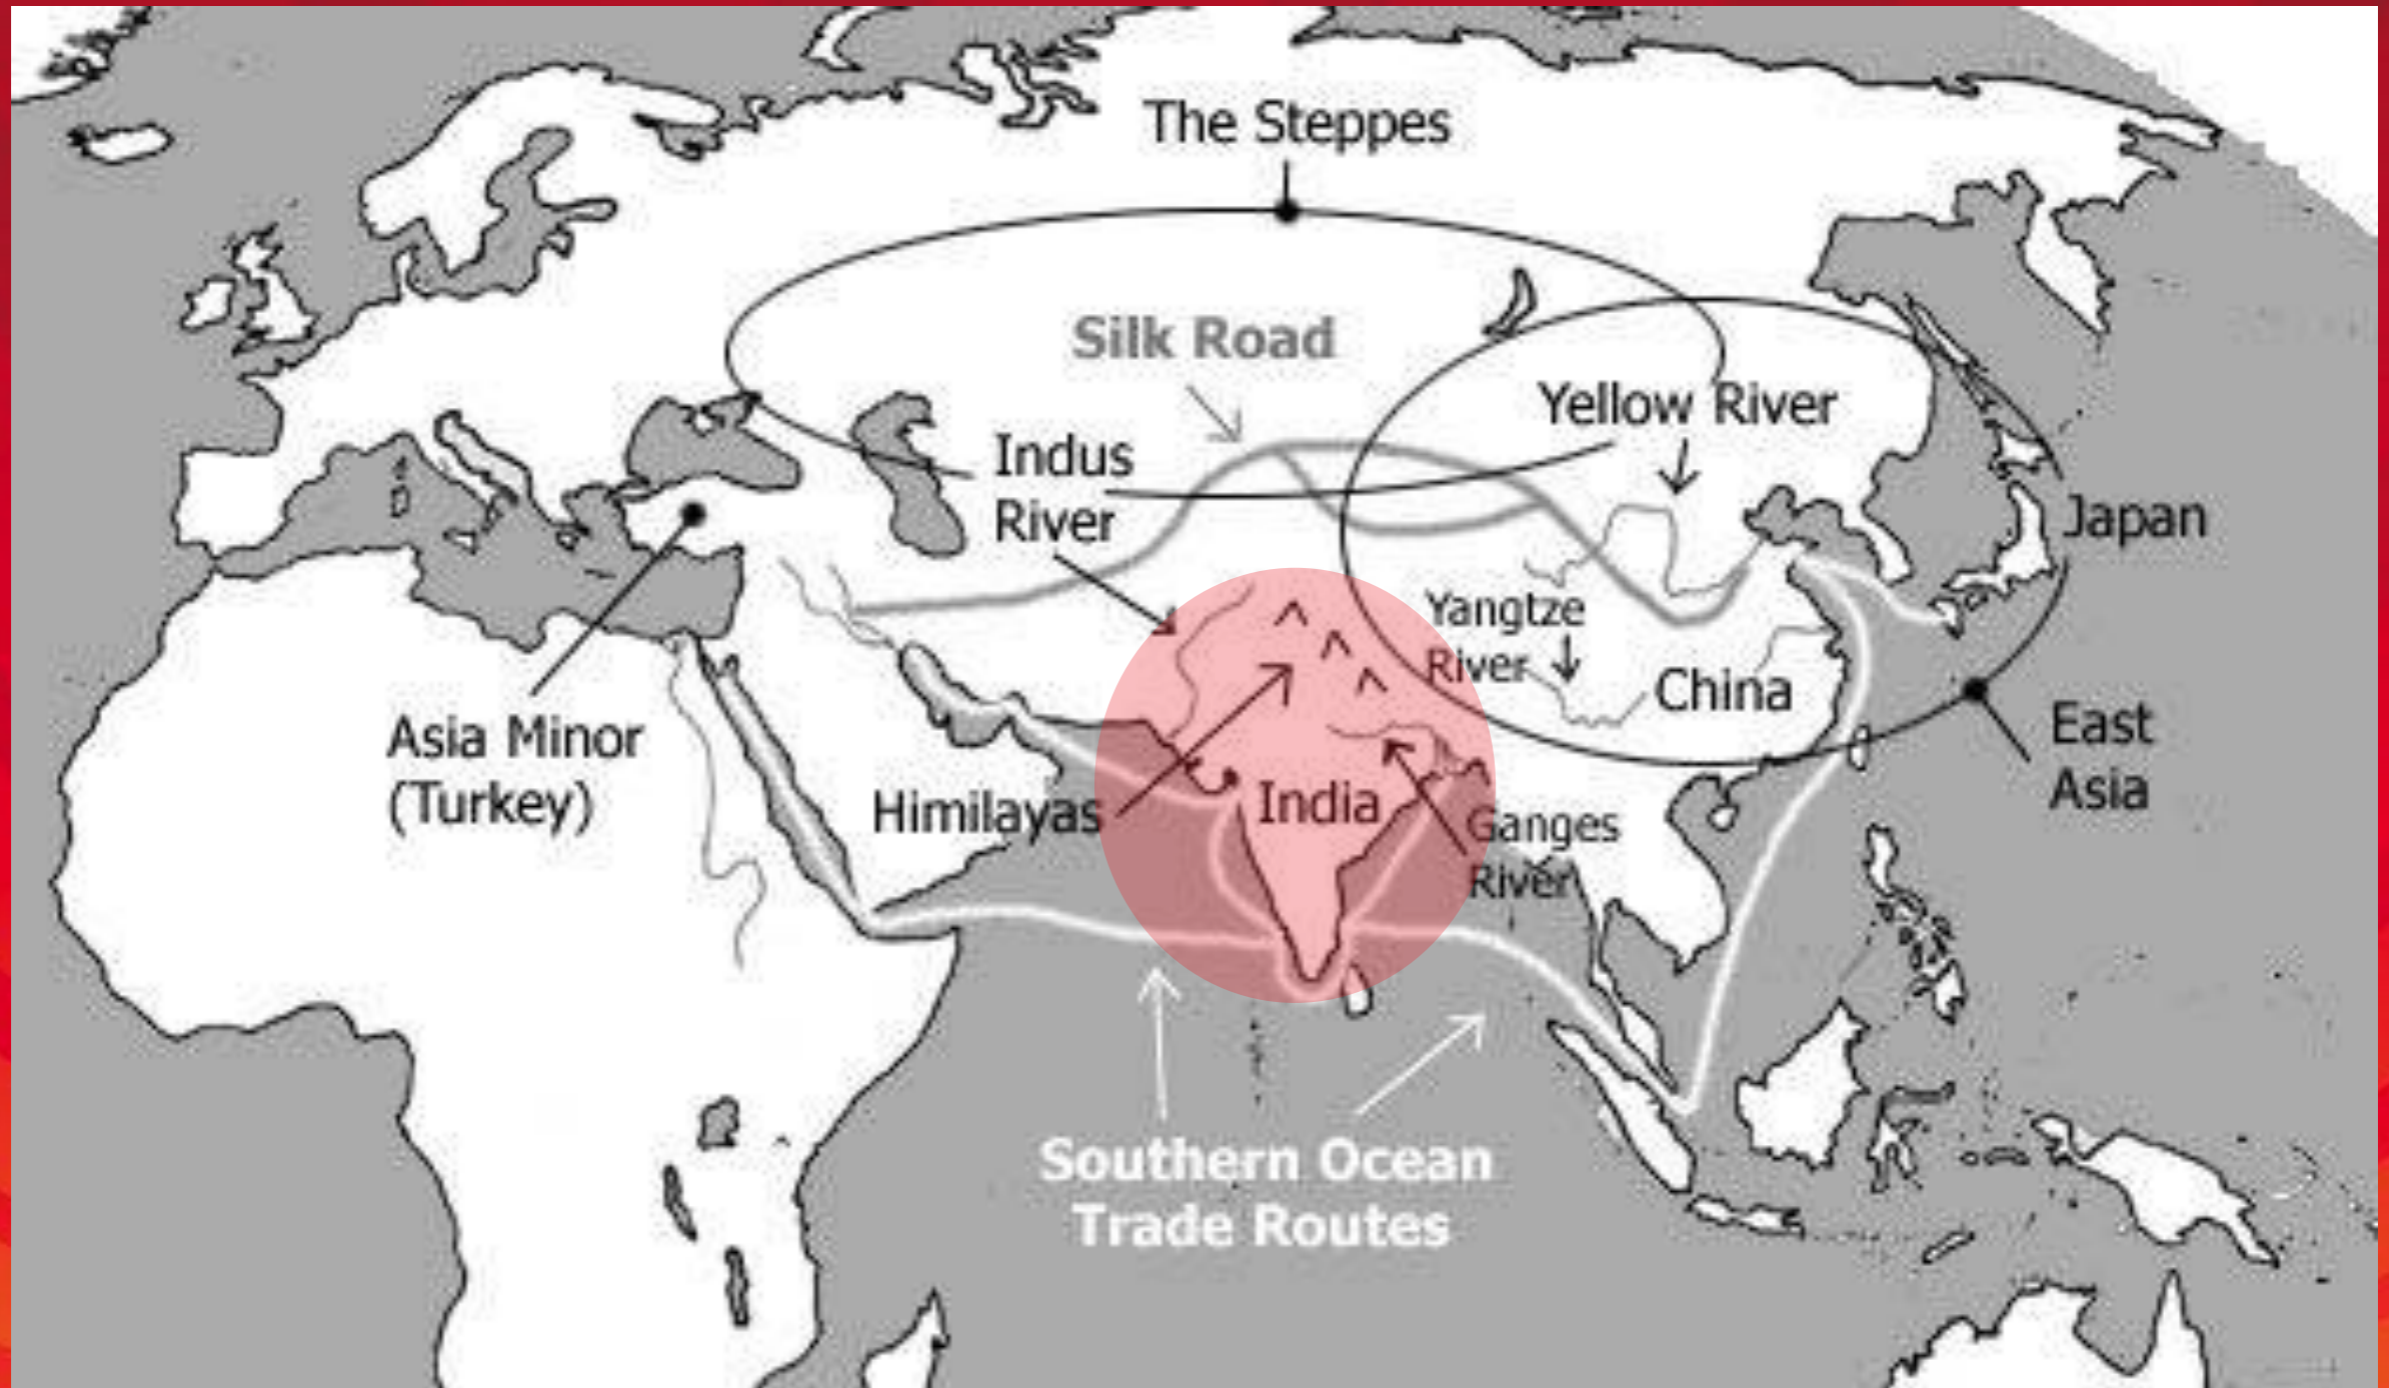 The Steppes
Silk Road
Yellow River
Indus
River
Japan
Yangtze
River
China
Asia Minor
(Turkey)
East
Asia
Himilayas
India
Ganges
River
Southern Ocean
Trade Routes